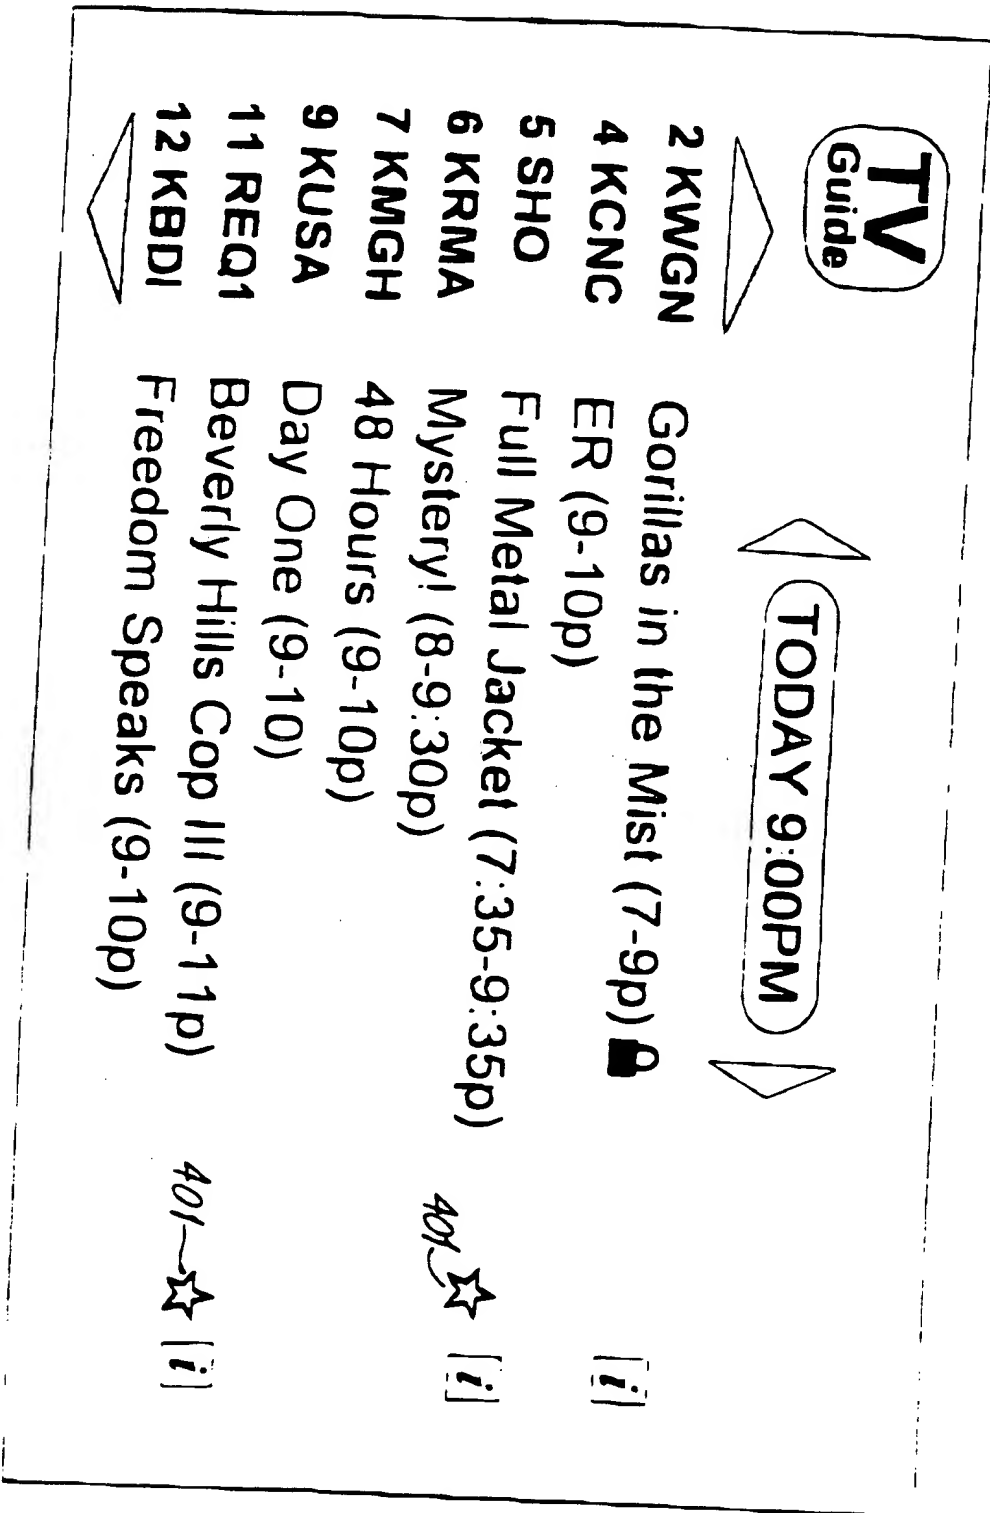 TV
Guide
TODAY 9:00PM
2 KWGN Gorillas in the Mist (7-9p) i
4 KCNC ER (9-10p)
5 SHO Full Metal Jacket (7:35-9:35p) 401 i
6 KRMA Mystery! (8-9:30p)
7 KMGH 48 Hours (9-10p)
9 KUSA Day One (9-10)
11 REQ1 Beverly Hills Cop III (9-11p) 401 i
12 KBDI Freedom Speaks (9-10p)